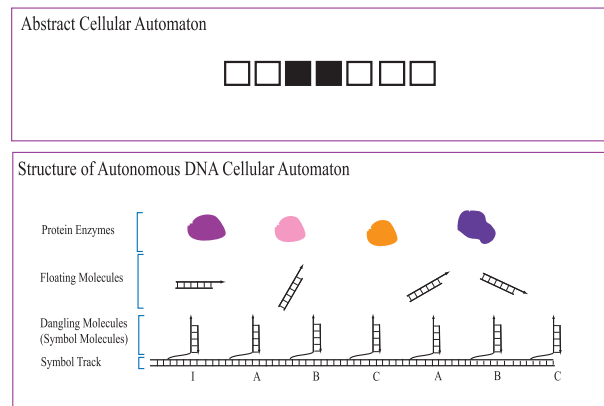 Abstract Cellular Automaton
Structure of Autonomous DNA Cellular Automaton
Protein Enzymes
Floating Molecules
Dangling Molecules
(Symbol Molecules)
Symbol Track
I A B C A B C